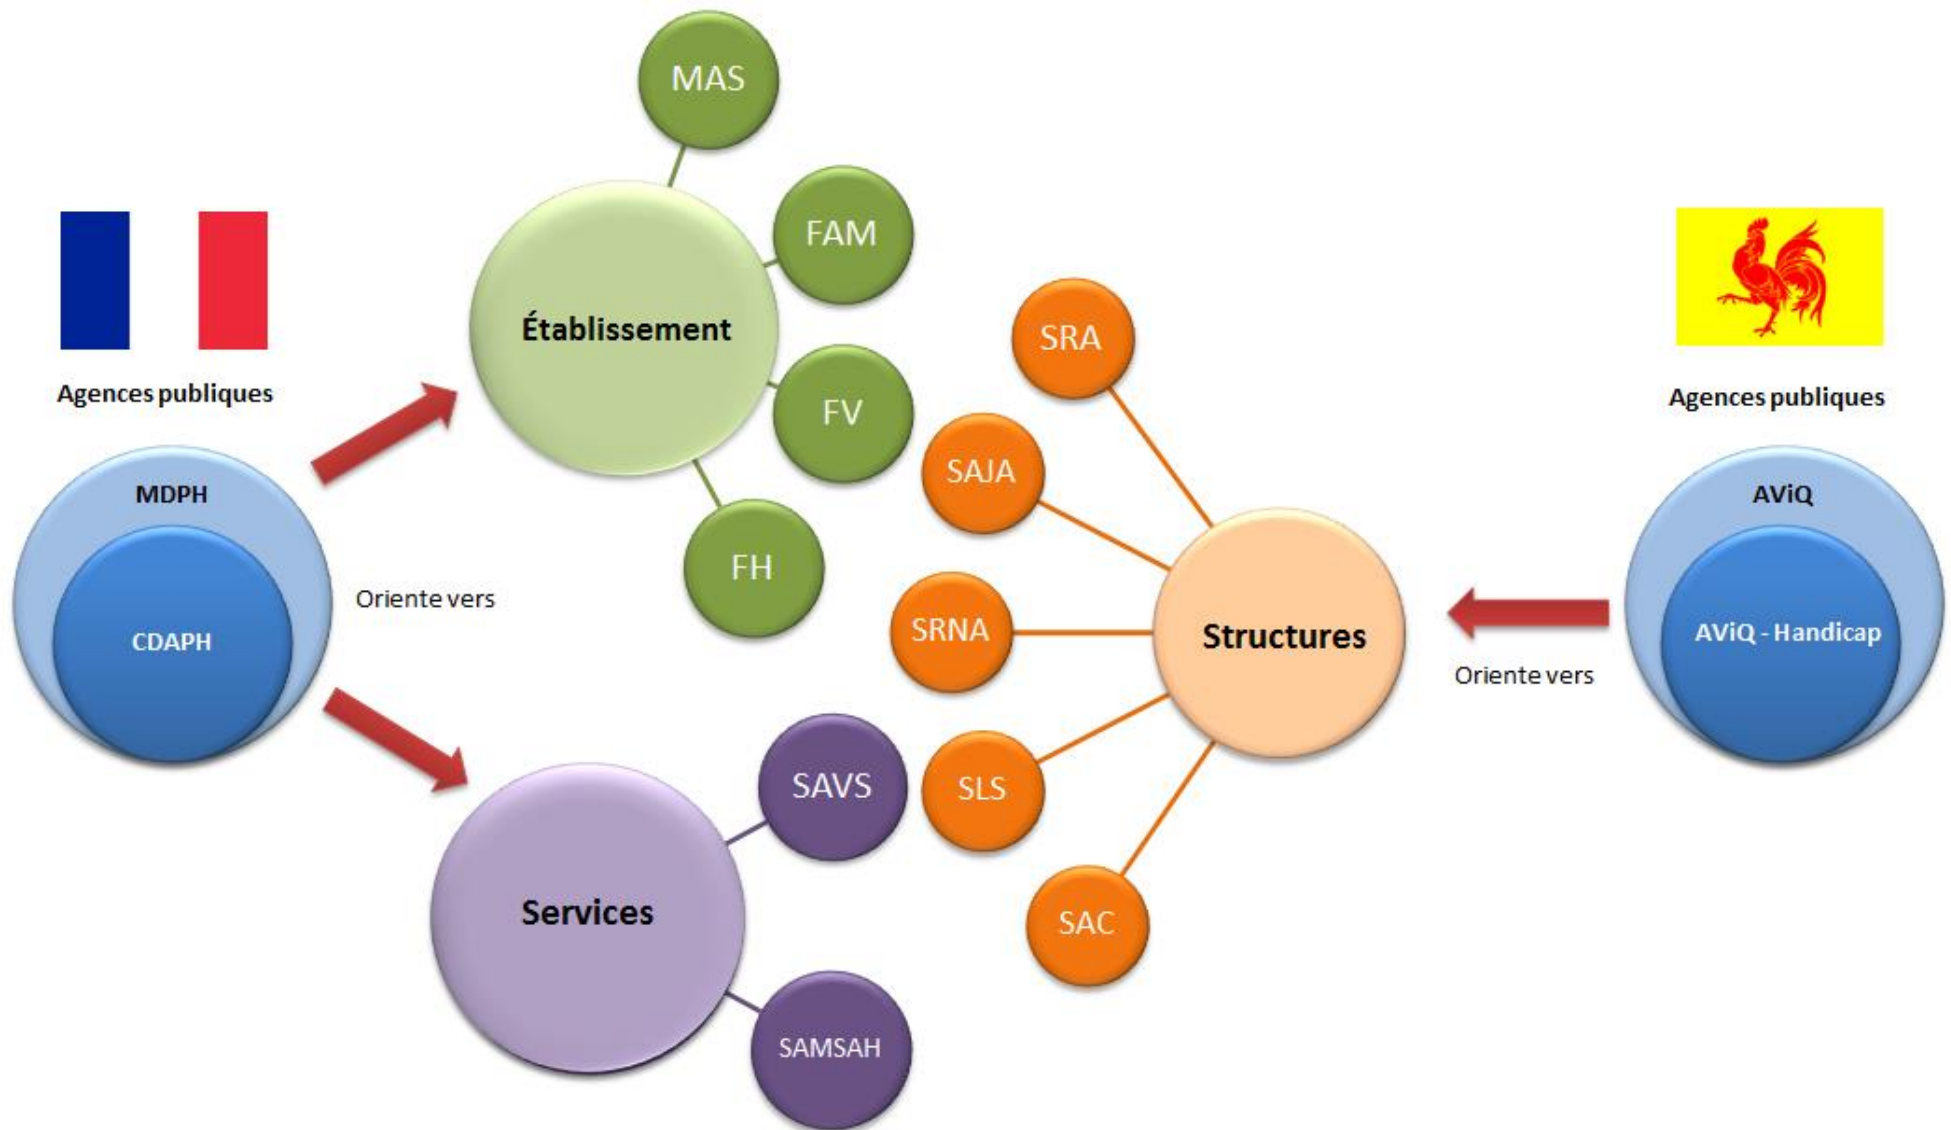 Agences publiques
MDPH
CDAPH
Oriente vers
Établissement
MAS
FAM
FV
FH
Services
SAVS
SAMSAH
SRA
SAJA
SRNA
SLS
SAC
Structures
Oriente vers
Agences publiques
AViQ
AViQ - Handicap